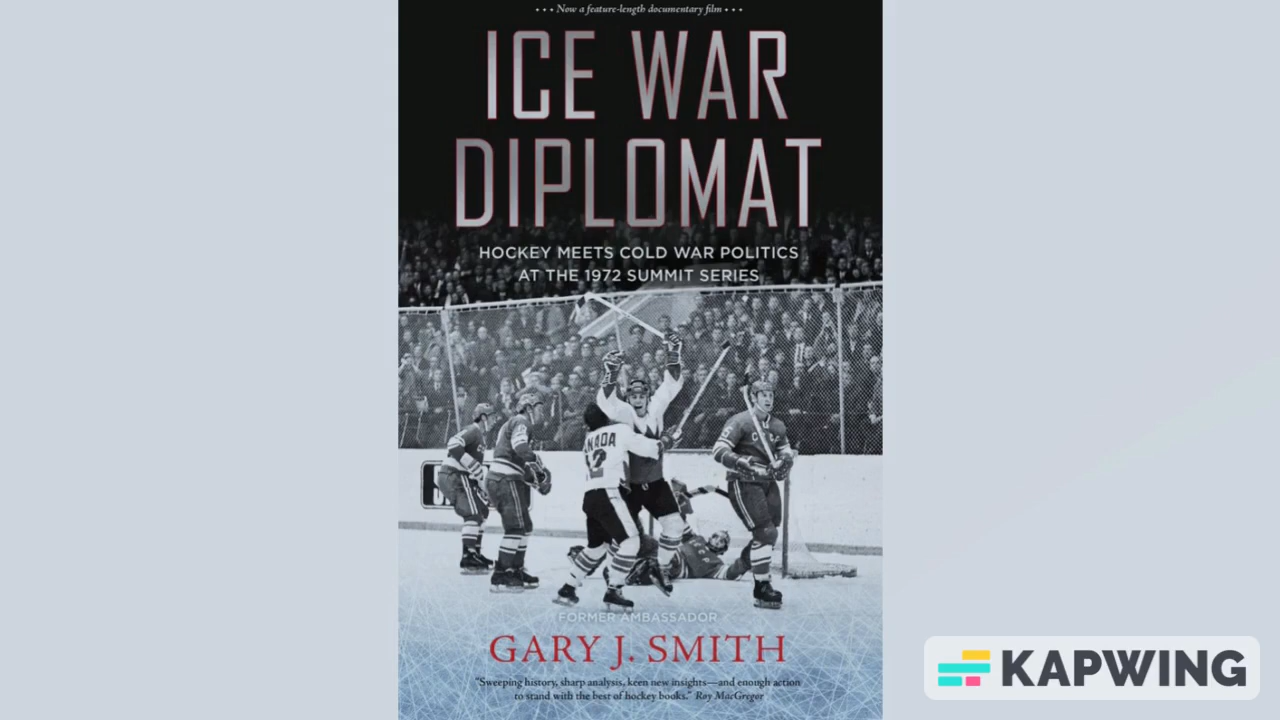 • • • Now a feature-length documentary film • • •
ICE WAR
DIPLOMAT
HOCKEY MEETS COLD WAR POLITICS
AT THE 1972 SUMMIT SERIES
NADA
12
FORMER AMBASSADOR
GARY J. SMITH
"Sweeping history, sharp analysis, keen new insights—and enough action
to stand with the best of hockey books." Roy MacGregor
KAPWING